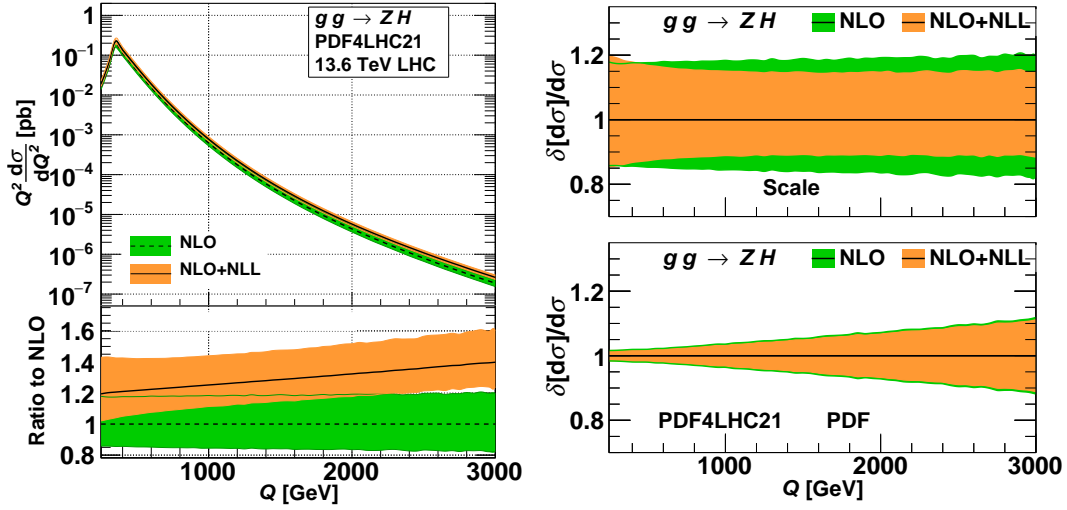 g g → Z H
PDF4LHC21
13.6 TeV LHC
Q² dσ/dQ² [pb]
1
10⁻¹
10⁻²
10⁻³
10⁻⁴
10⁻⁵
10⁻⁶
10⁻⁷
NLO
NLO+NLL
Ratio to NLO
1.6
1.4
1.2
1
0.8
1000 2000 3000
Q [GeV]
g g → Z H NLO NLO+NLL
δ[dσ]/dσ
1.2
1
0.8
Scale
g g → Z H NLO NLO+NLL
δ[dσ]/dσ
1.2
1
0.8
PDF4LHC21 PDF
1000 2000 3000
Q [GeV]